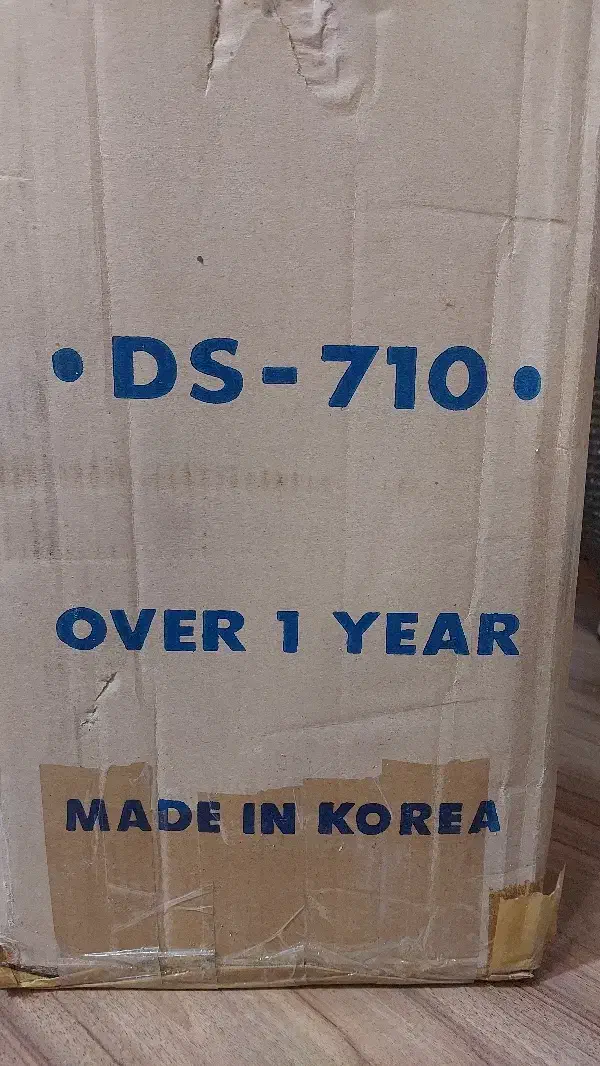 • DS-710 •
OVER 1 YEAR
MADE IN KOREA